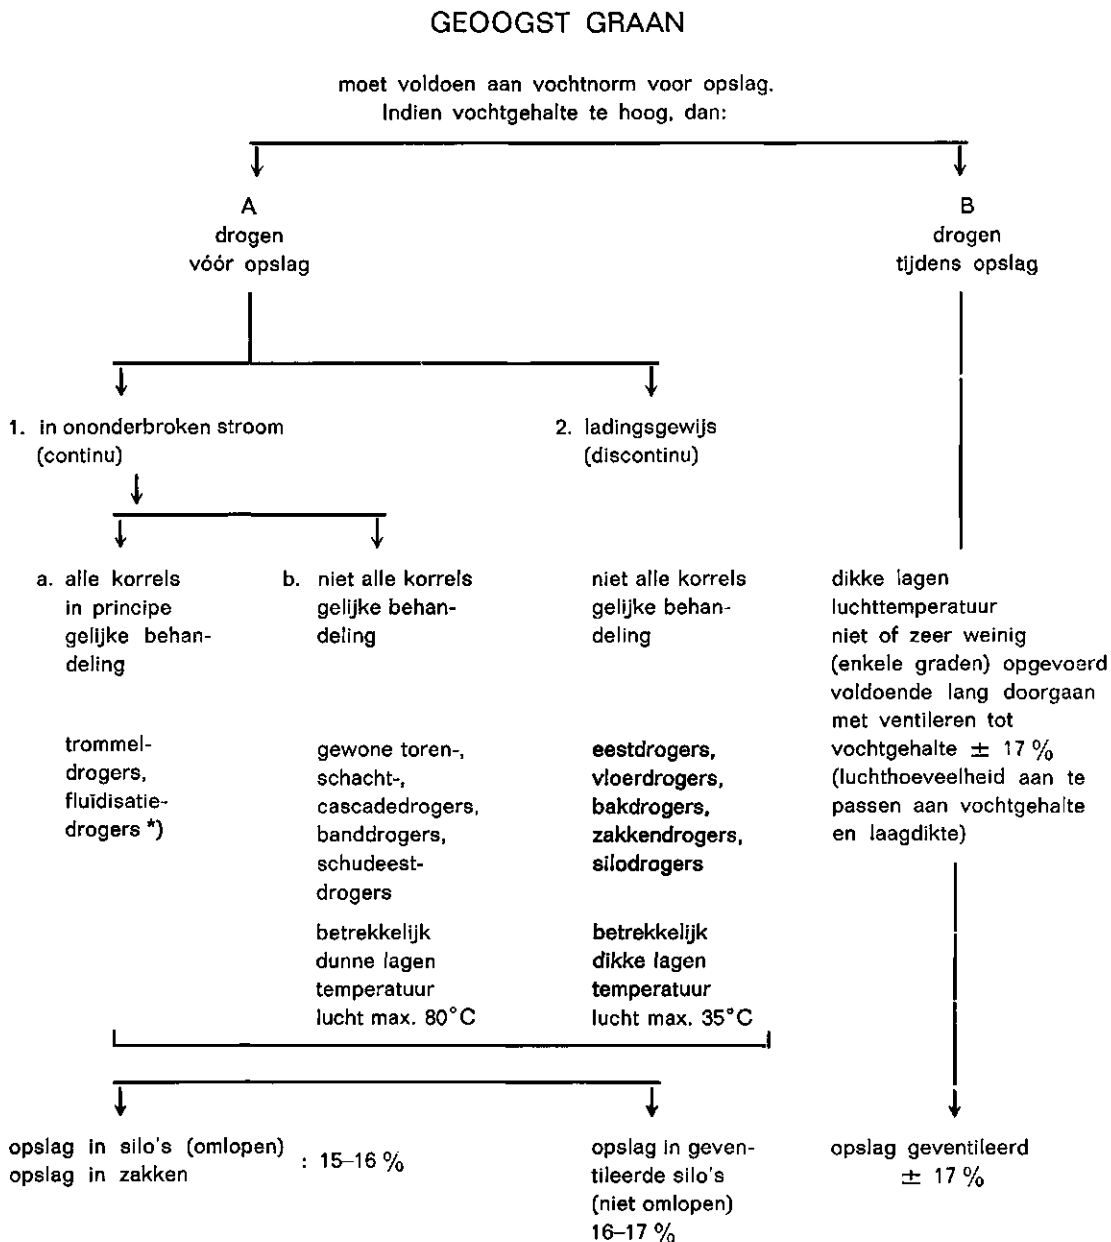 GEOOGST GRAAN
moet voldoen aan vochtnorm voor opslag.
Indien vochtgehalte te hoog, dan:
A
drogen
vóór opslag
B
drogen
tijdens opslag
1. in ononderbroken stroom
(continu)
2. ladingsgewijs
(discontinu)
a. alle korrels
in principe
gelijke behan-
deling
b. niet alle korrels
gelijke behan-
deling
niet alle korrels
gelijke behan-
deling
dikke lagen
luchttemperatuur
niet of zeer weinig
(enkele graden) opgevoerd
voldoende lang doorgaan
met ventileren tot
vochtgehalte ± 17 %
(luchthoeveelheid aan te
passen aan vochtgehalte
en laagdikte)
trommel-
drogers,
fluïdisatie-
drogers *)
gewone toren-,
schacht-,
cascadedrogers,
banddrogers,
schudeest-
drogers
eestdrogers,
vloerdrogers,
bakdrogers,
zakkendrogers,
silodrogers
betrekkelijk
dunne lagen
temperatuur
lucht max. 80°C
betrekkelijk
dikke lagen
temperatuur
lucht max. 35°C
opslag in silo's (omlopen)
opslag in zakken
: 15–16 %
opslag in geven-
tileerde silo's
(niet omlopen)
16–17 %
opslag geventileerd
± 17 %